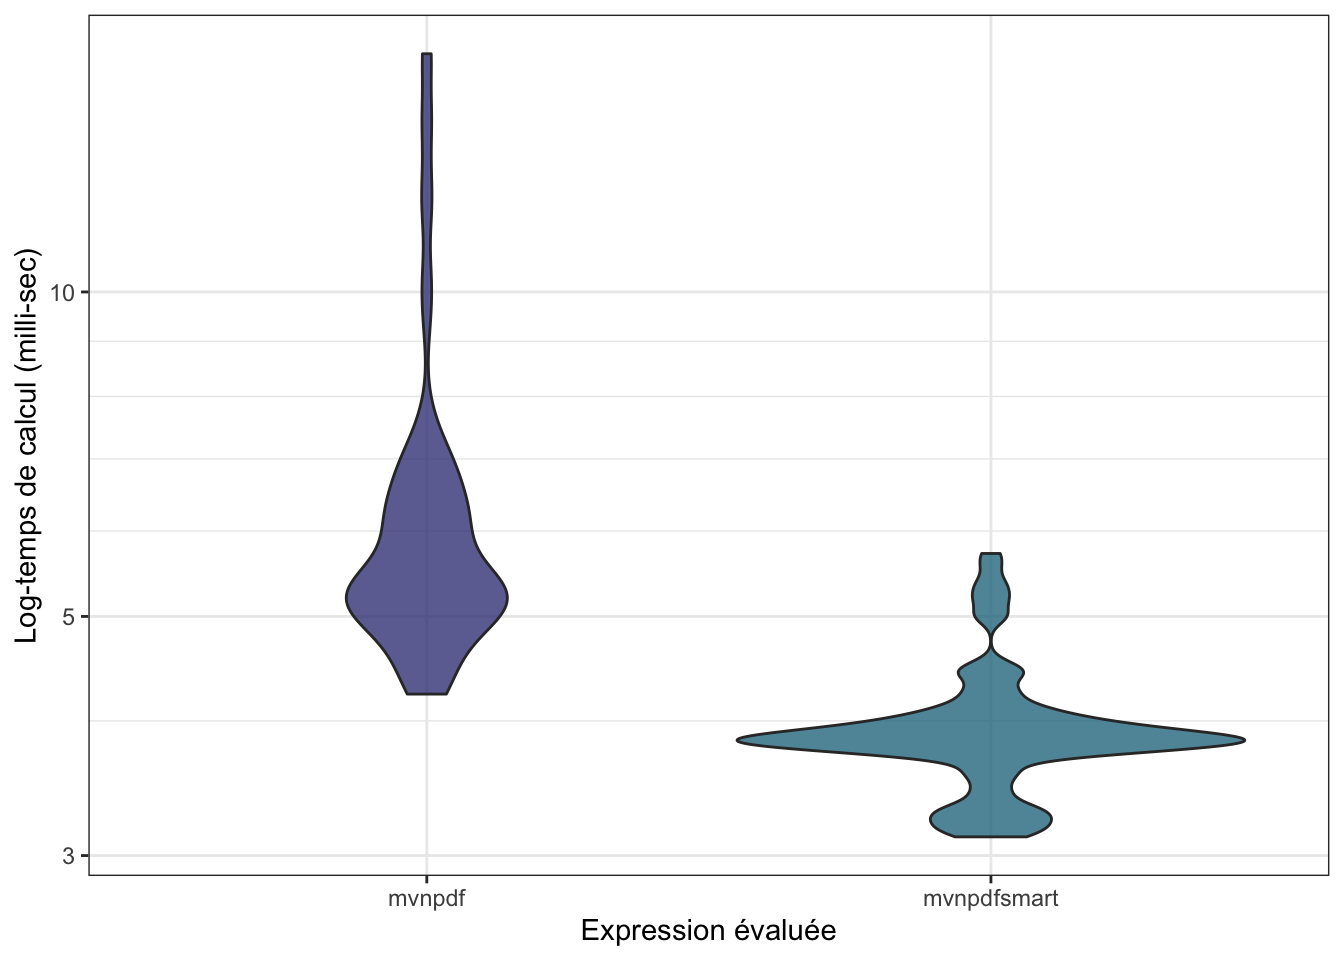 Log-temps de calcul (milli-sec)
10
5
3
mvnpdf
mvnpdfsmart
Expression évaluée